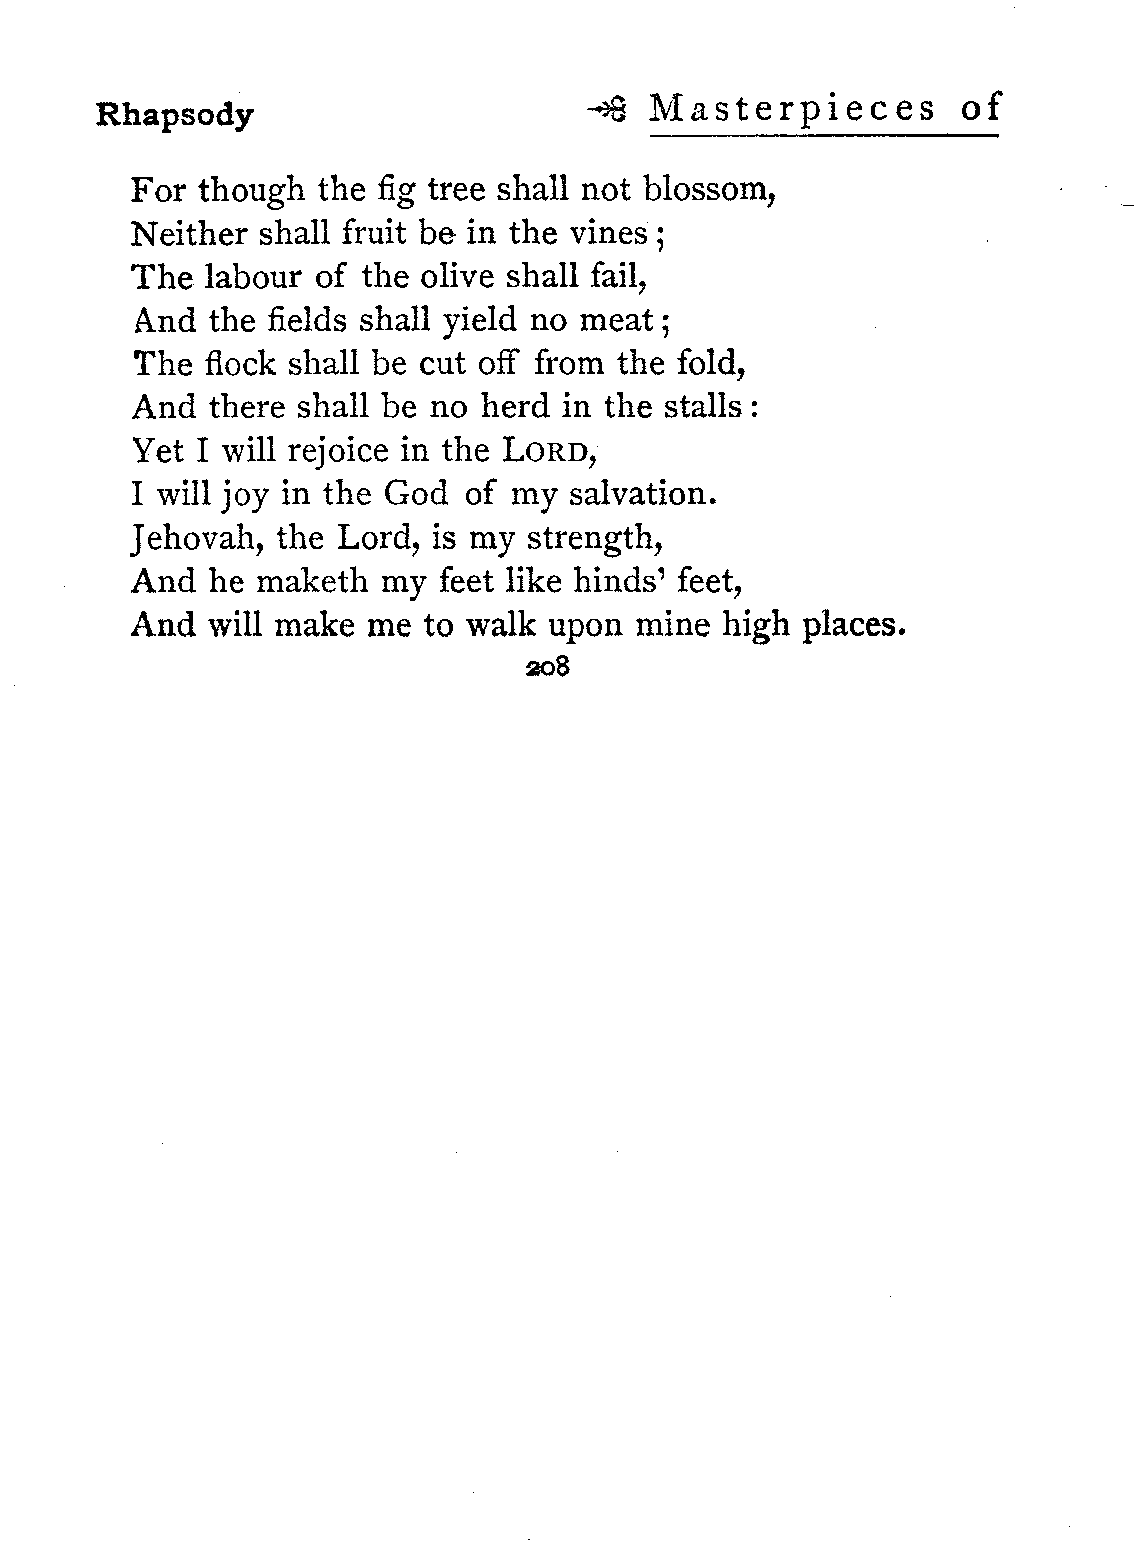 Rhapsody Masterpieces of
For though the fig tree shall not blossom,
Neither shall fruit be in the vines ;
The labour of the olive shall fail,
And the fields shall yield no meat ;
The flock shall be cut off from the fold,
And there shall be no herd in the stalls :
Yet I will rejoice in the LORD,
I will joy in the God of my salvation.
Jehovah, the Lord, is my strength,
And he maketh my feet like hinds' feet,
And will make me to walk upon mine high places.
208